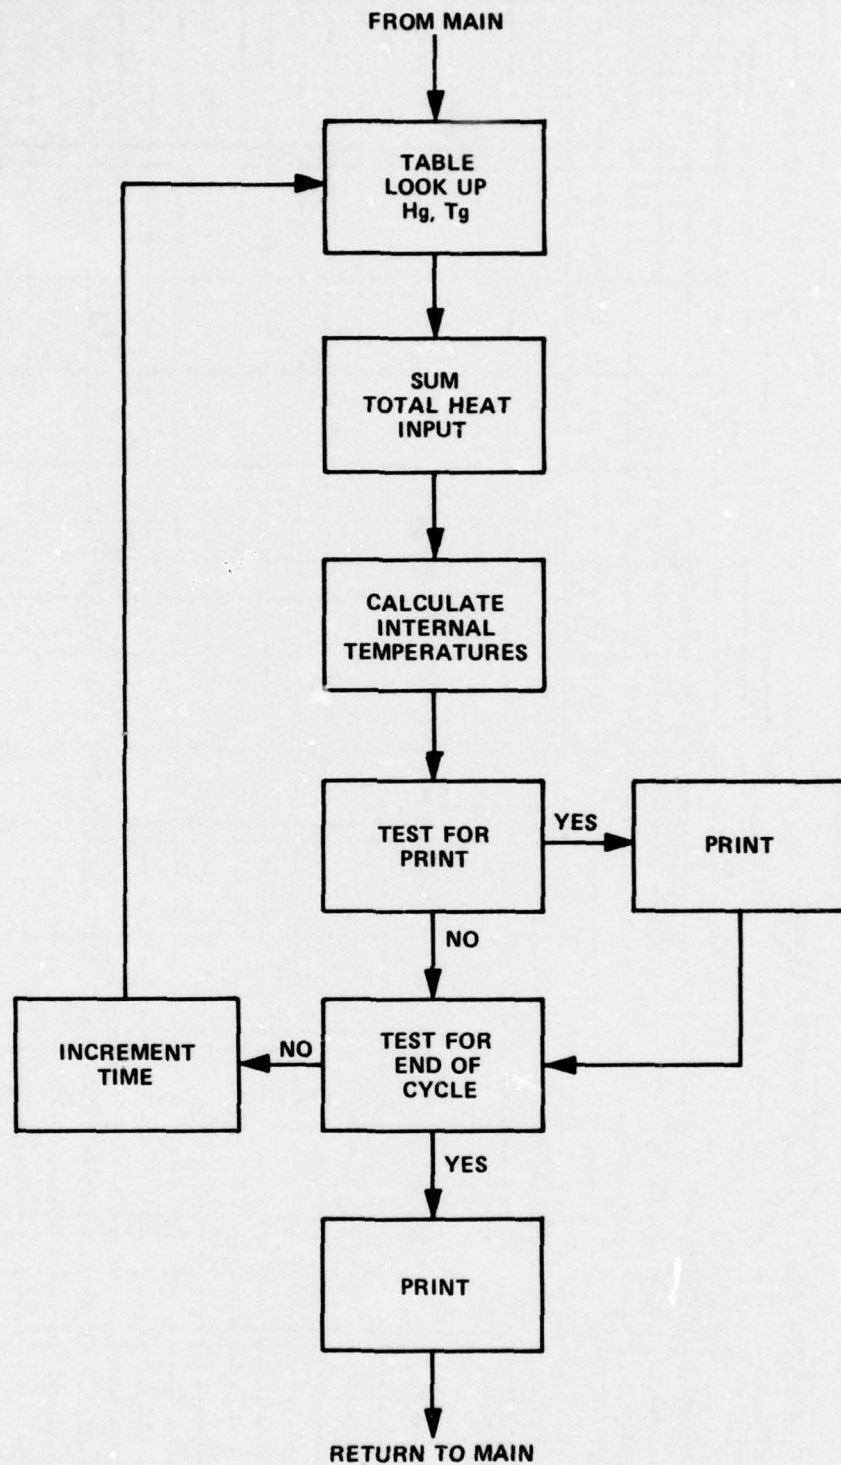 FROM MAIN
TABLE
LOOK UP
Hg, Tg
SUM
TOTAL HEAT
INPUT
CALCULATE
INTERNAL
TEMPERATURES
TEST FOR
PRINT
YES
PRINT
NO
TEST FOR
END OF
CYCLE
NO
INCREMENT
TIME
YES
PRINT
RETURN TO MAIN